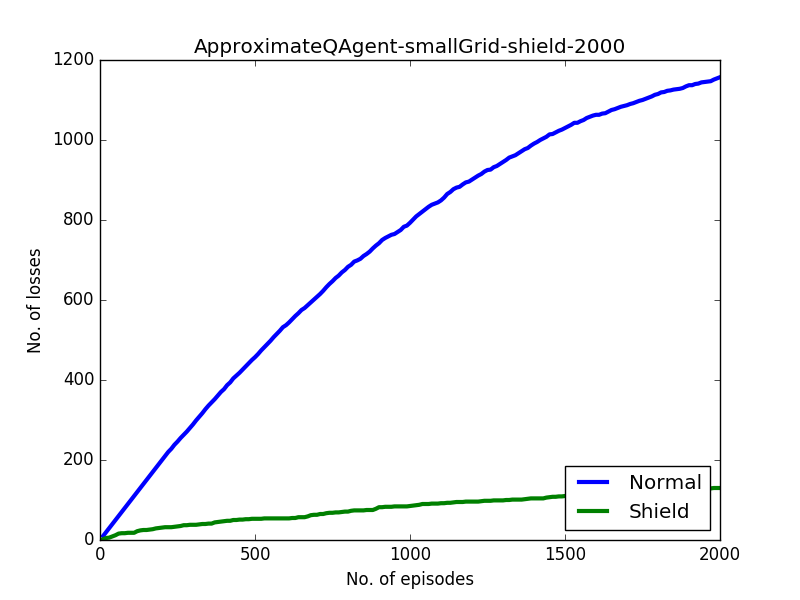 ApproximateQAgent-smallGrid-shield-2000
1200
1000
800
600
400
200
0
No. of losses
Normal
Shield
0 500 1000 1500 2000
No. of episodes